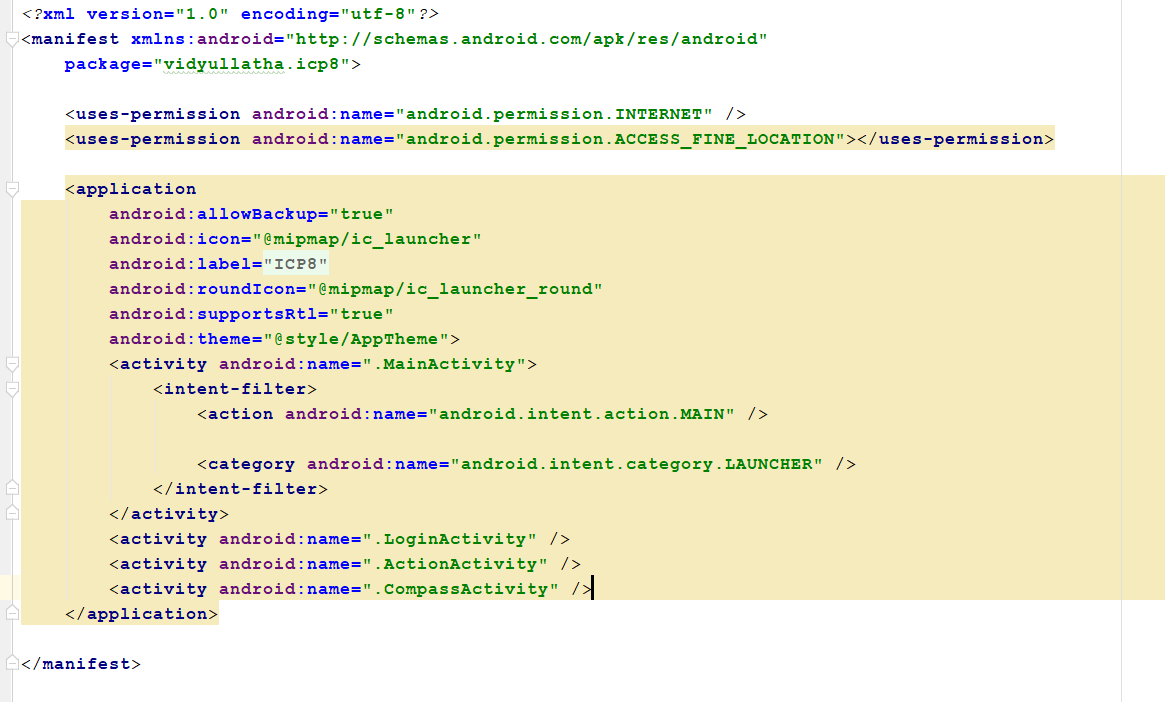 <?xml version="1.0" encoding="utf-8"?>
<manifest xmlns:android="http://schemas.android.com/apk/res/android"
    package="vidyullatha.icp8">

    <uses-permission android:name="android.permission.INTERNET" />
    <uses-permission android:name="android.permission.ACCESS_FINE_LOCATION"></uses-permission>

    <application
        android:allowBackup="true"
        android:icon="@mipmap/ic_launcher"
        android:label="ICP8"
        android:roundIcon="@mipmap/ic_launcher_round"
        android:supportsRtl="true"
        android:theme="@style/AppTheme">
        <activity android:name=".MainActivity">
            <intent-filter>
                <action android:name="android.intent.action.MAIN" />

                <category android:name="android.intent.category.LAUNCHER" />
            </intent-filter>
        </activity>
        <activity android:name=".LoginActivity" />
        <activity android:name=".ActionActivity" />
        <activity android:name=".CompassActivity" />
    </application>

</manifest>